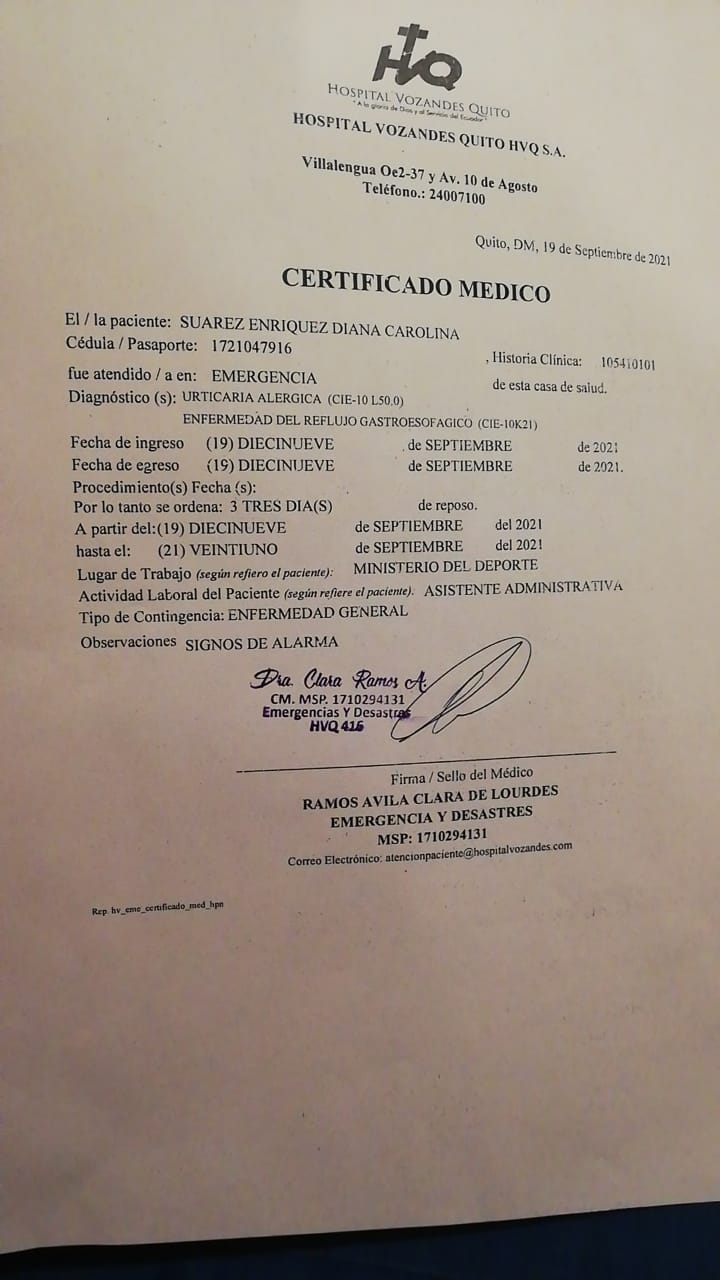 HVQ
HOSPITAL VOZANDES QUITO
"A la gloria de Dios y al Servicio del Ecuador"
HOSPITAL VOZANDES QUITO HVQ S.A.
Villalengua Oe2-37 y Av. 10 de Agosto
Teléfono.: 24007100
Quito, DM, 19 de Septiembre de 2021
CERTIFICADO MEDICO
El / la paciente: SUAREZ ENRIQUEZ DIANA CAROLINA
Cédula / Pasaporte: 1721047916 , Historia Clínica: 105410101
fue atendido / a en: EMERGENCIA de esta casa de salud.
Diagnóstico (s): URTICARIA ALERGICA (CIE-10 L50,0)
ENFERMEDAD DEL REFLUJO GASTROESOFAGICO (CIE-10K21)
Fecha de ingreso (19) DIECINUEVE de SEPTIEMBRE de 2021
Fecha de egreso (19) DIECINUEVE de SEPTIEMBRE de 2021.
Procedimiento(s) Fecha (s):
Por lo tanto se ordena: 3 TRES DIA(S) de reposo.
A partir del:(19) DIECINUEVE de SEPTIEMBRE del 2021
hasta el: (21) VEINTIUNO de SEPTIEMBRE del 2021
Lugar de Trabajo (según refiero el paciente): MINISTERIO DEL DEPORTE
Actividad Laboral del Paciente (según refiere el paciente). ASISTENTE ADMINISTRATIVA
Tipo de Contingencia: ENFERMEDAD GENERAL
Observaciones SIGNOS DE ALARMA
Dra. Clara Ramos A.
CM. MSP. 1710294131
Emergencias Y Desastres
HVQ 416
Firma / Sello del Médico
RAMOS AVILA CLARA DE LOURDES
EMERGENCIA Y DESASTRES
MSP: 1710294131
Correo Electrónico: atencionpaciente@hospitalvozandes.com
Rep. hv_eme_certificado_med_hpn